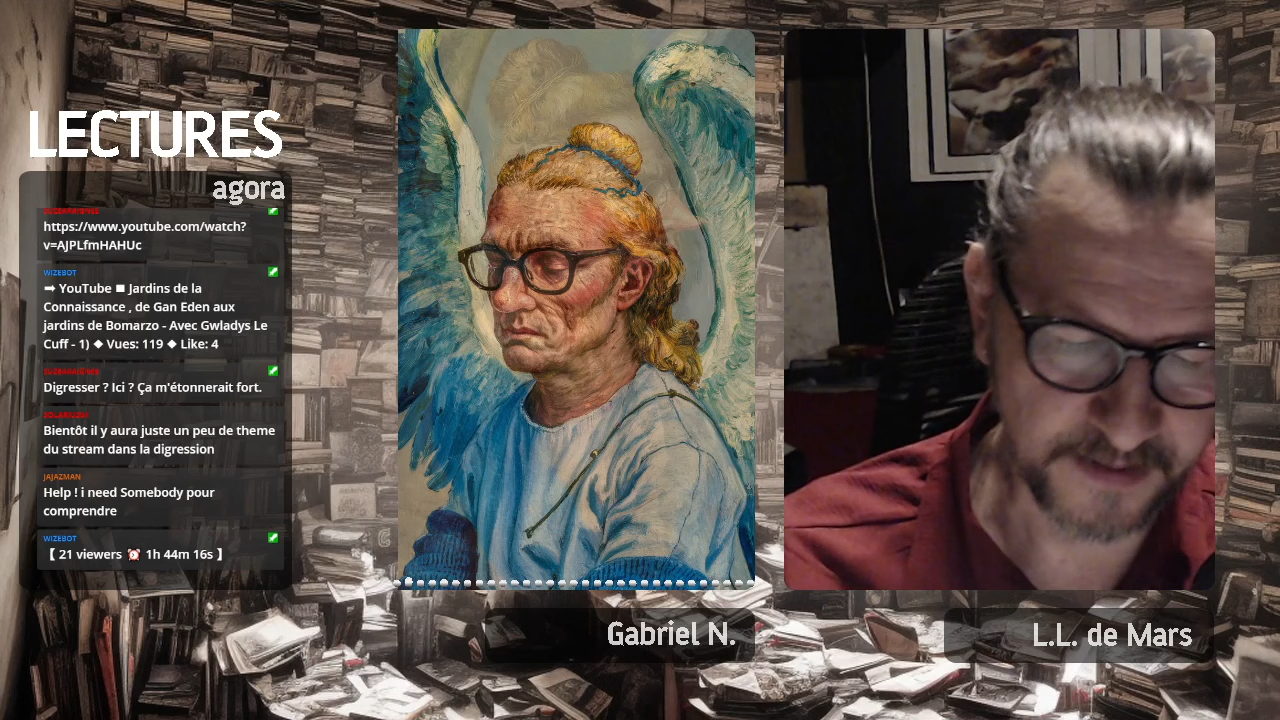 LECTURES
agora
https://www.youtube.com/watch?
v=AJPLfmHAHUc
WIZEBOT
➡ YouTube ■ Jardins de la
Connaissance , de Gan Eden aux
jardins de Bomarzo - Avec Gwladys Le
Cuff - 1) ◆ Vues: 119 ◆ Like: 4
Digresser ? Ici ? Ça m'étonnerait fort.
Bientôt il y aura juste un peu de theme
du stream dans la digression
JAJAZMAN
Help ! i need Somebody pour
comprendre
WIZEBOT
【 21 viewers ⏰ 1h 44m 16s 】
Gabriel N.
L.L. de Mars